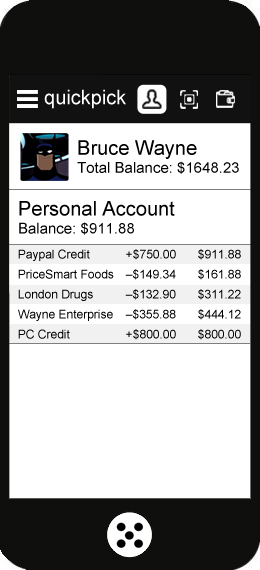 quickpick
Bruce Wayne
Total Balance: $1648.23
Personal Account
Balance: $911.88
Paypal Credit +$750.00 $911.88
PriceSmart Foods –$149.34 $161.88
London Drugs –$132.90 $311.22
Wayne Enterprise –$355.88 $444.12
PC Credit +$800.00 $800.00